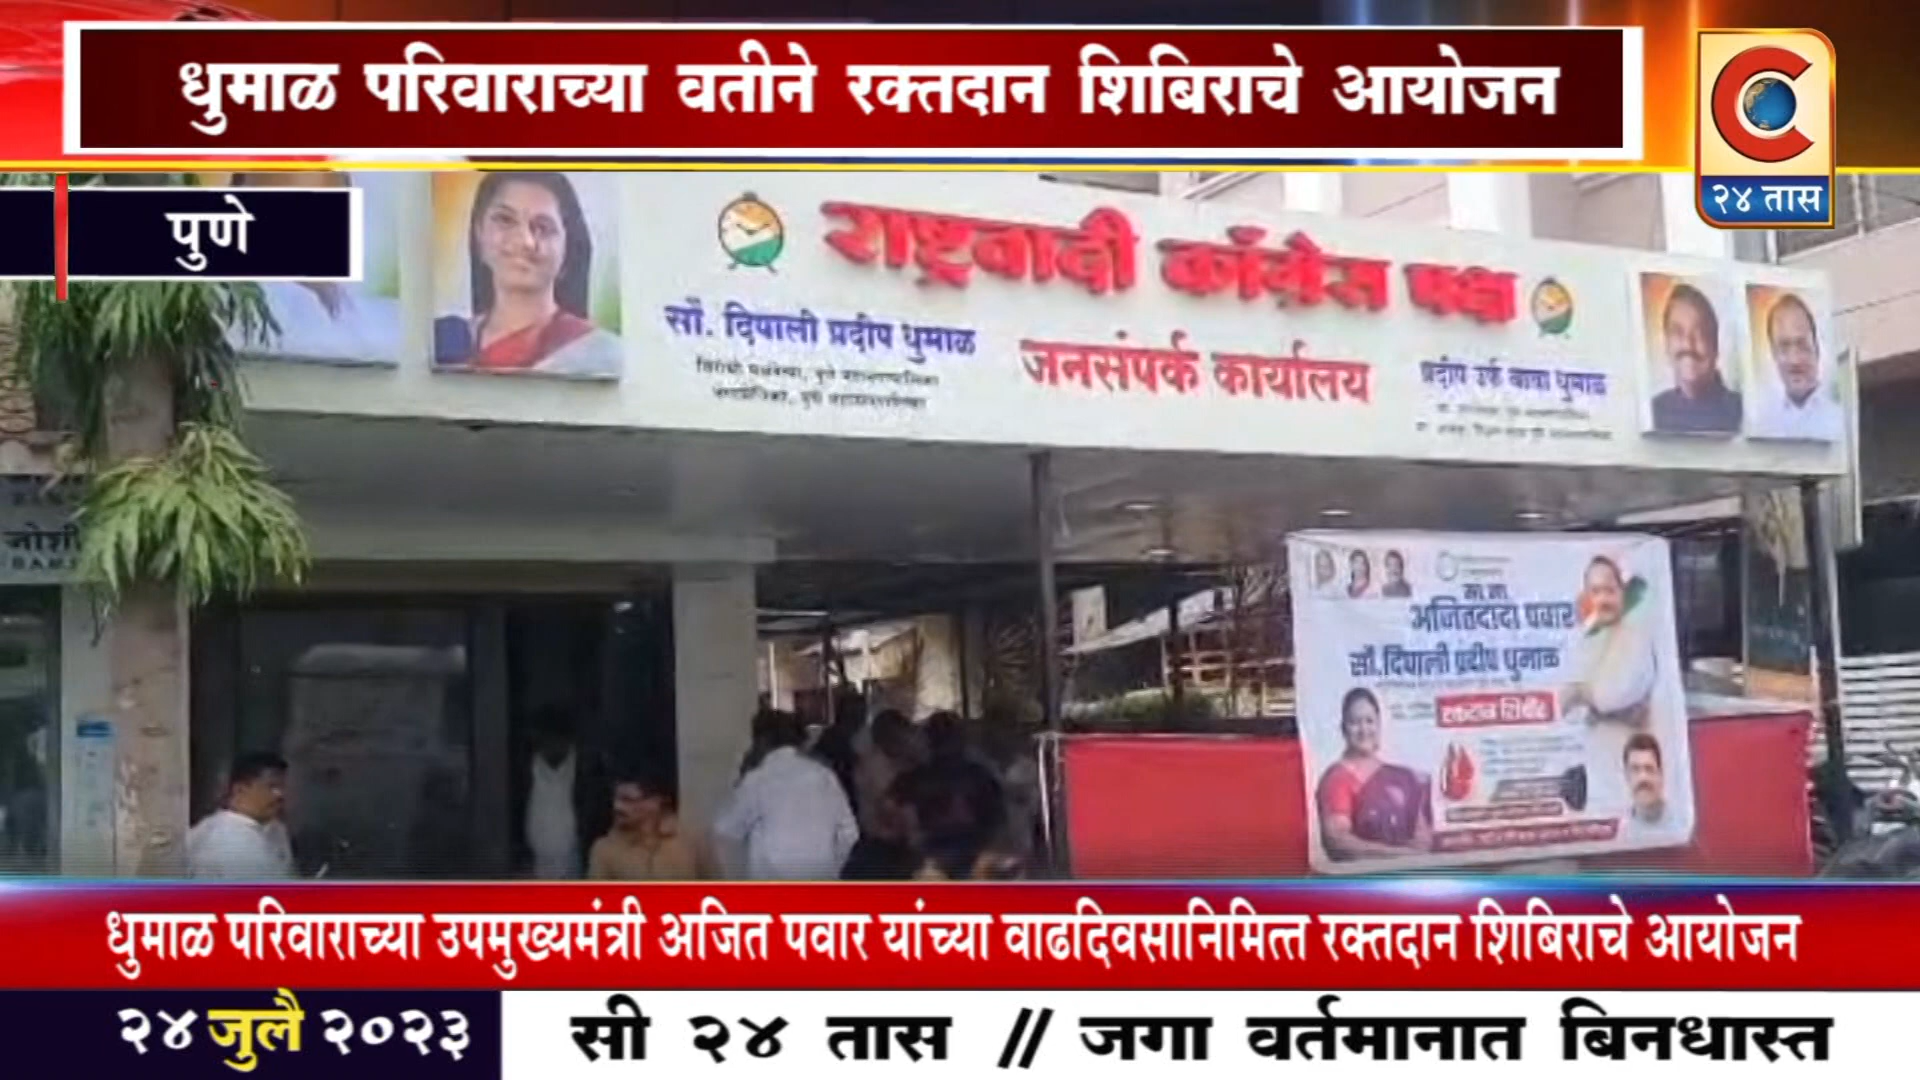 धुमाळ परिवाराच्या वतीने रक्तदान शिबिराचे आयोजन
C
२४ तास
पुणे
राष्ट्रवादी काँग्रेस पक्ष
सौ. दिपाली प्रदीप धुमाळ
जनसंपर्क कार्यालय
प्रदीप उर्फ बाबा धुमाळ
जोशी
मा.ना.
अजितदादा पवार
सौ.दिपाली प्रदीप धुमाळ
रक्तदान शिबीर
धुमाळ परिवाराच्या उपमुख्यमंत्री अजित पवार यांच्या वाढदिवसानिमित्त रक्तदान शिबिराचे आयोजन
२४ जुलै २०२३
सी २४ तास // जगा वर्तमानात बिनधास्त